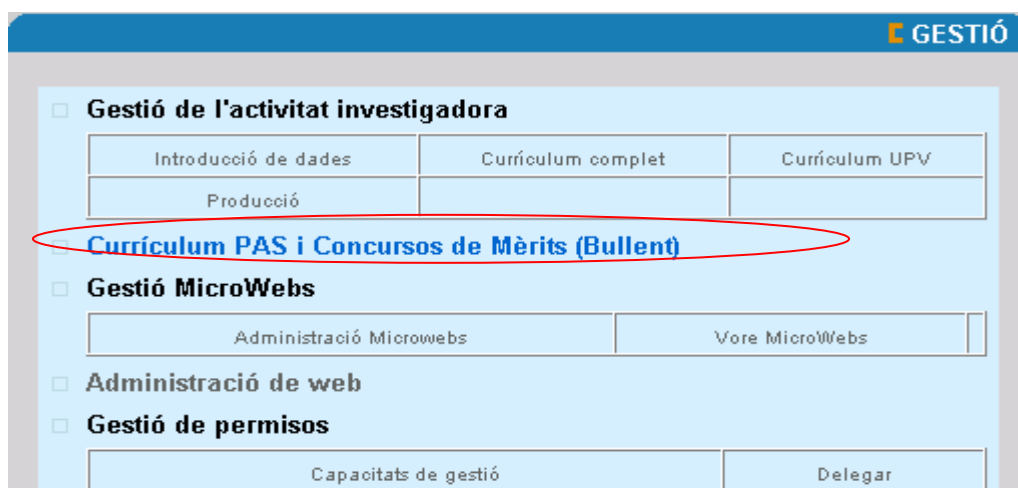 GESTIÓ
Gestió de l'activitat investigadora
Introducció de dades Currículum complet Currículum UPV
Producció
Currículum PAS i Concursos de Mèrits (Bullent)
Gestió MicroWebs
Administració Microwebs Vore MicroWebs
Administració de web
Gestió de permisos
Capacitats de gestió Delegar